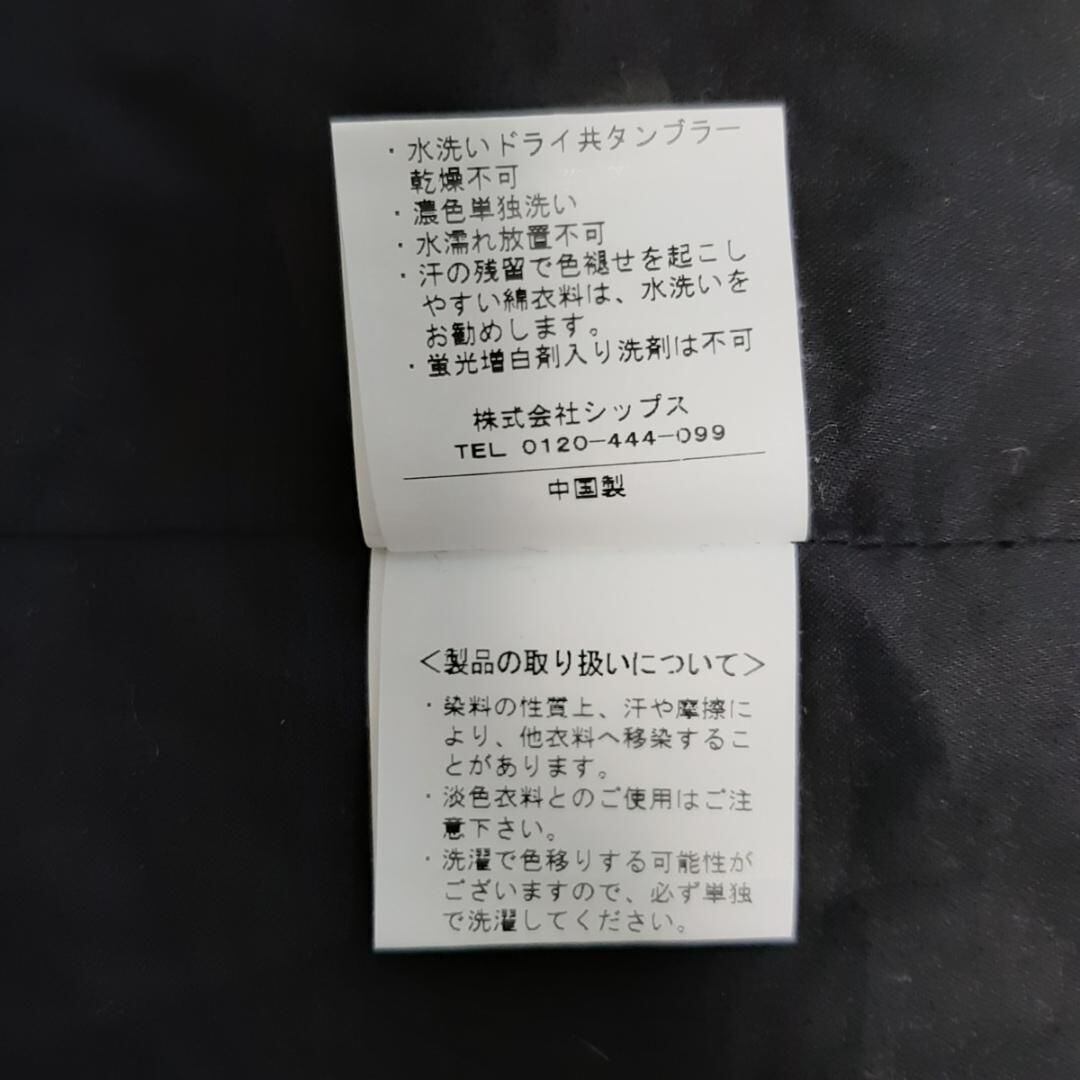 ・水洗いドライ共タンブラー
乾燥不可
・濃色単独洗い
・水濡れ放置不可
・汗の残留で色褪せを起こし
やすい綿衣料は、水洗いを
お勧めします。
・蛍光増白剤入り洗剤は不可
株式会社シップス
TEL 0120-444-099
中国製
<製品の取り扱いについて>
・染料の性質上、汗や摩擦に
より、他衣料へ移染するこ
とがあります。
・淡色衣料とのご使用はご注
意下さい。
・洗濯で色移りする可能性が
ございますので、必ず単独
で洗濯してください。